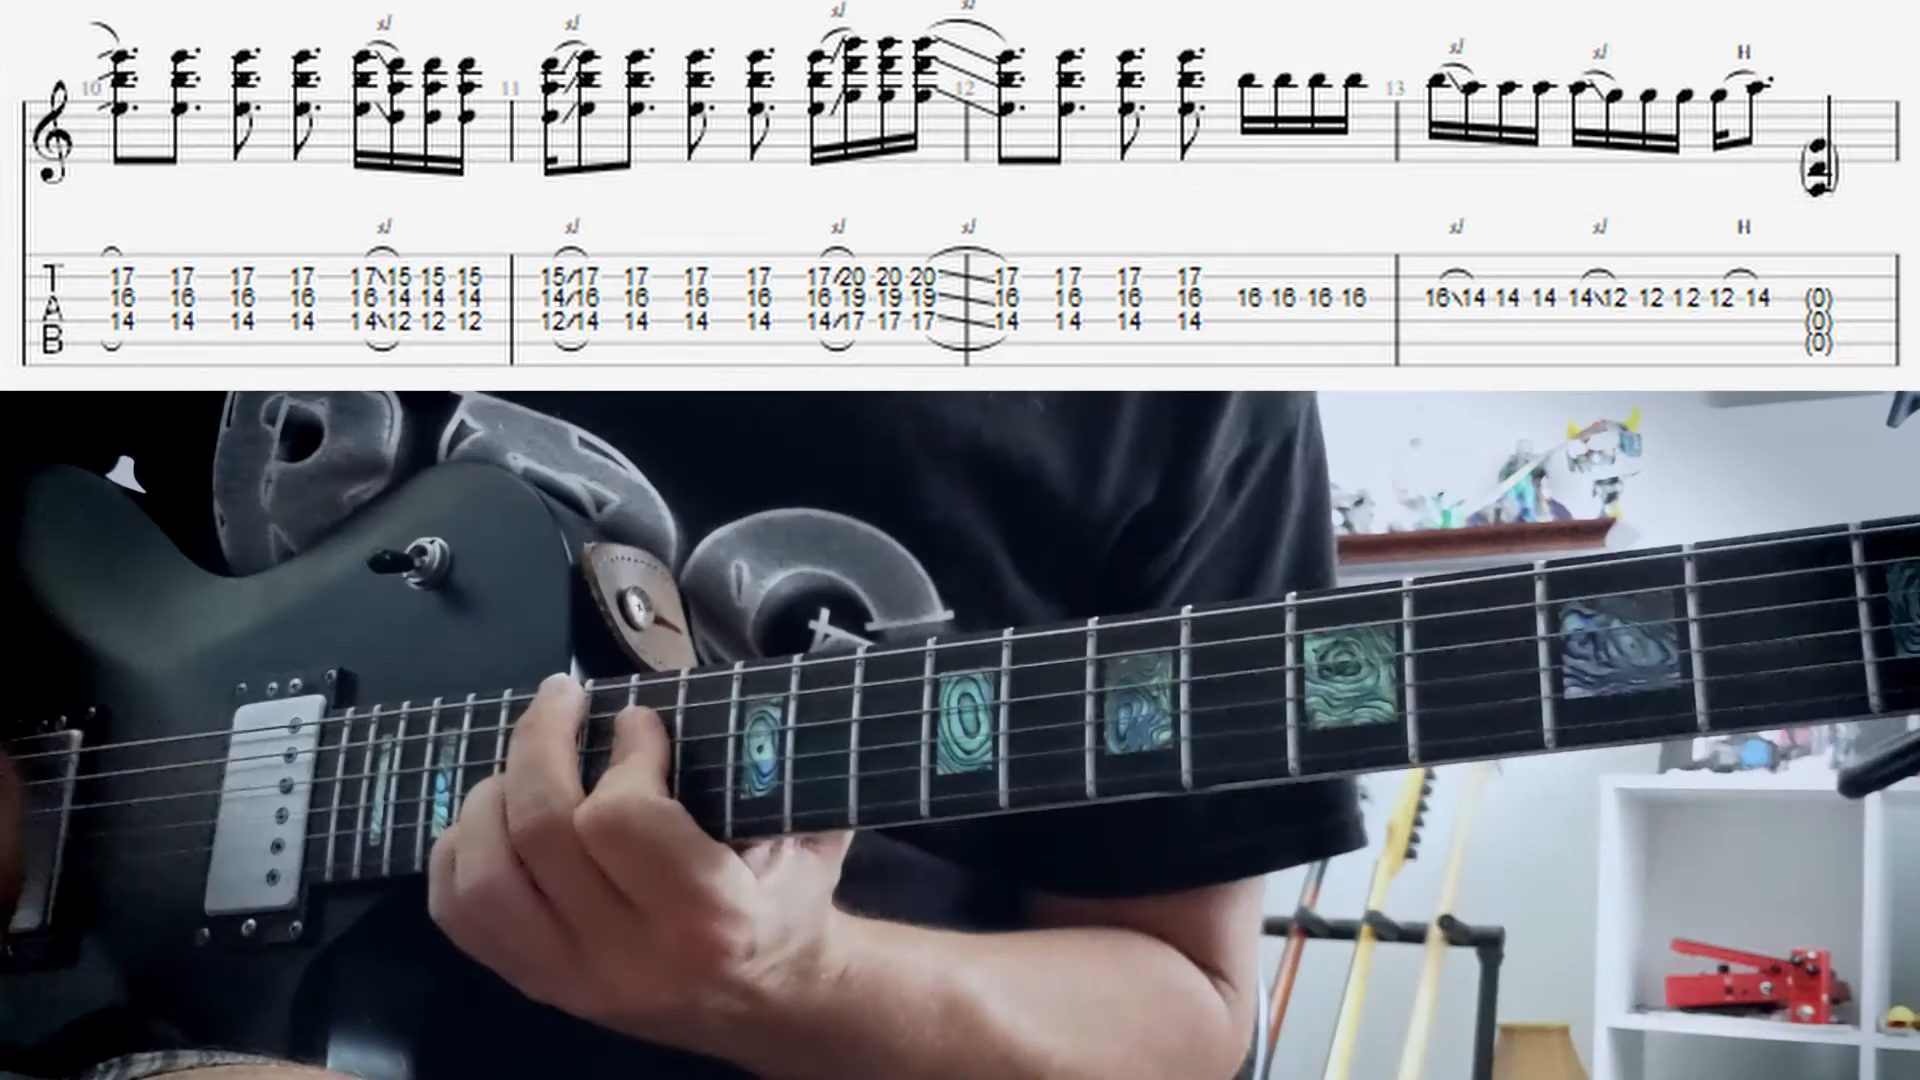 sl sl sl sl sl sl H
10 11 12 13
sl sl sl sl sl sl H
T 17 17 17 17 17 15 15 15 15 17 17 17 17 17 20 20 20 17 17 17 17
A 16 16 16 16 16 14 14 14 14 16 16 16 16 16 19 19 19 16 16 16 16 16 16 16 16 16 14 14 14 14 12 12 12 12 14 (0)
14 14 14 14 14 12 12 12 12 14 14 14 14 14 17 17 17 14 14 14 14 (0)
B (0)